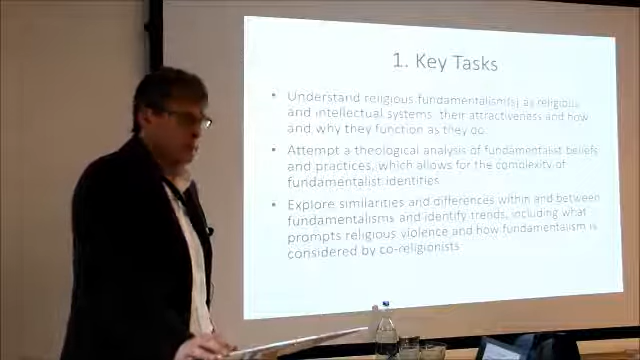 1. Key Tasks
• Understand religious fundamentalism(s) as religious
and intellectual systems, their attractiveness and how
and why they function as they do
• Attempt a theological analysis of fundamentalist beliefs
and practices, which allows for the complexity of
fundamentalist identities
• Explore similarities and differences within and between
fundamentalisms and identify trends, including what
prompts religious violence and how fundamentalism is
considered by co-religionists